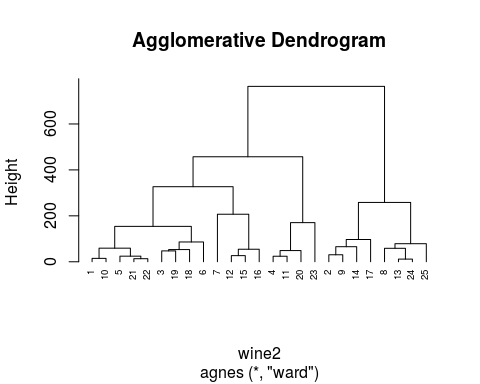 Agglomerative Dendrogram
Height
600
400
200
0
1 10 5 21 22 3 19 18 6 7 12 15 16 4 11 20 23 2 9 14 17 8 13 24 25
wine2
agnes (*, "ward")